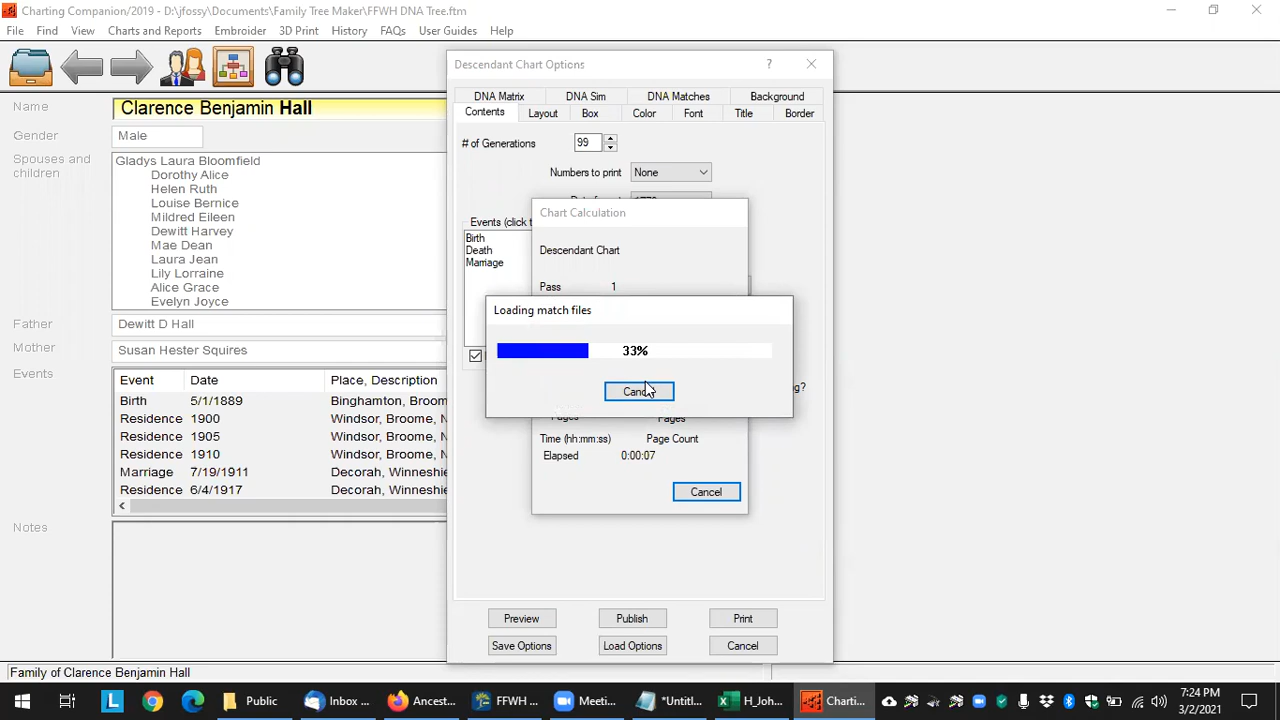 Charting Companion/2019 - D:\jfossy\Documents\Family Tree Maker\FFWH DNA Tree.ftm
File Find View Charts and Reports Embroider 3D Print History FAQs User Guides Help
Name Clarence Benjamin Hall
Gender Male
Spouses and children
Gladys Laura Bloomfield
Dorothy Alice
Helen Ruth
Louise Bernice
Mildred Eileen
Dewitt Harvey
Mae Dean
Laura Jean
Lily Lorraine
Alice Grace
Evelyn Joyce
Father Dewitt D Hall
Mother Susan Hester Squires
Events
Event Date Place, Description
Birth 5/1/1889 Binghamton, Broom
Residence 1900 Windsor, Broome, N
Residence 1905 Windsor, Broome, N
Residence 1910 Windsor, Broome, N
Marriage 7/19/1911 Decorah, Winneshie
Residence 6/4/1917 Decorah, Winneshie
Notes
Family of Clarence Benjamin Hall
Descendant Chart Options ?
DNA Matrix DNA Sim DNA Matches Background
Contents Layout Box Color Font Title Border
# of Generations 99
Numbers to print None
Events (click t
Birth
Death
Marriage
Chart Calculation
Descendant Chart
Pass 1
Loading match files
33%
Cancel
Pages Pages
Time (hh:mm:ss) Page Count
Elapsed 0:00:07
Cancel
Preview Publish Print
Save Options Load Options Cancel
Public Inbox ... Ancest... FFWH ... Meeti... *Untitl... H_Joh... Charti...
7:24 PM
3/2/2021